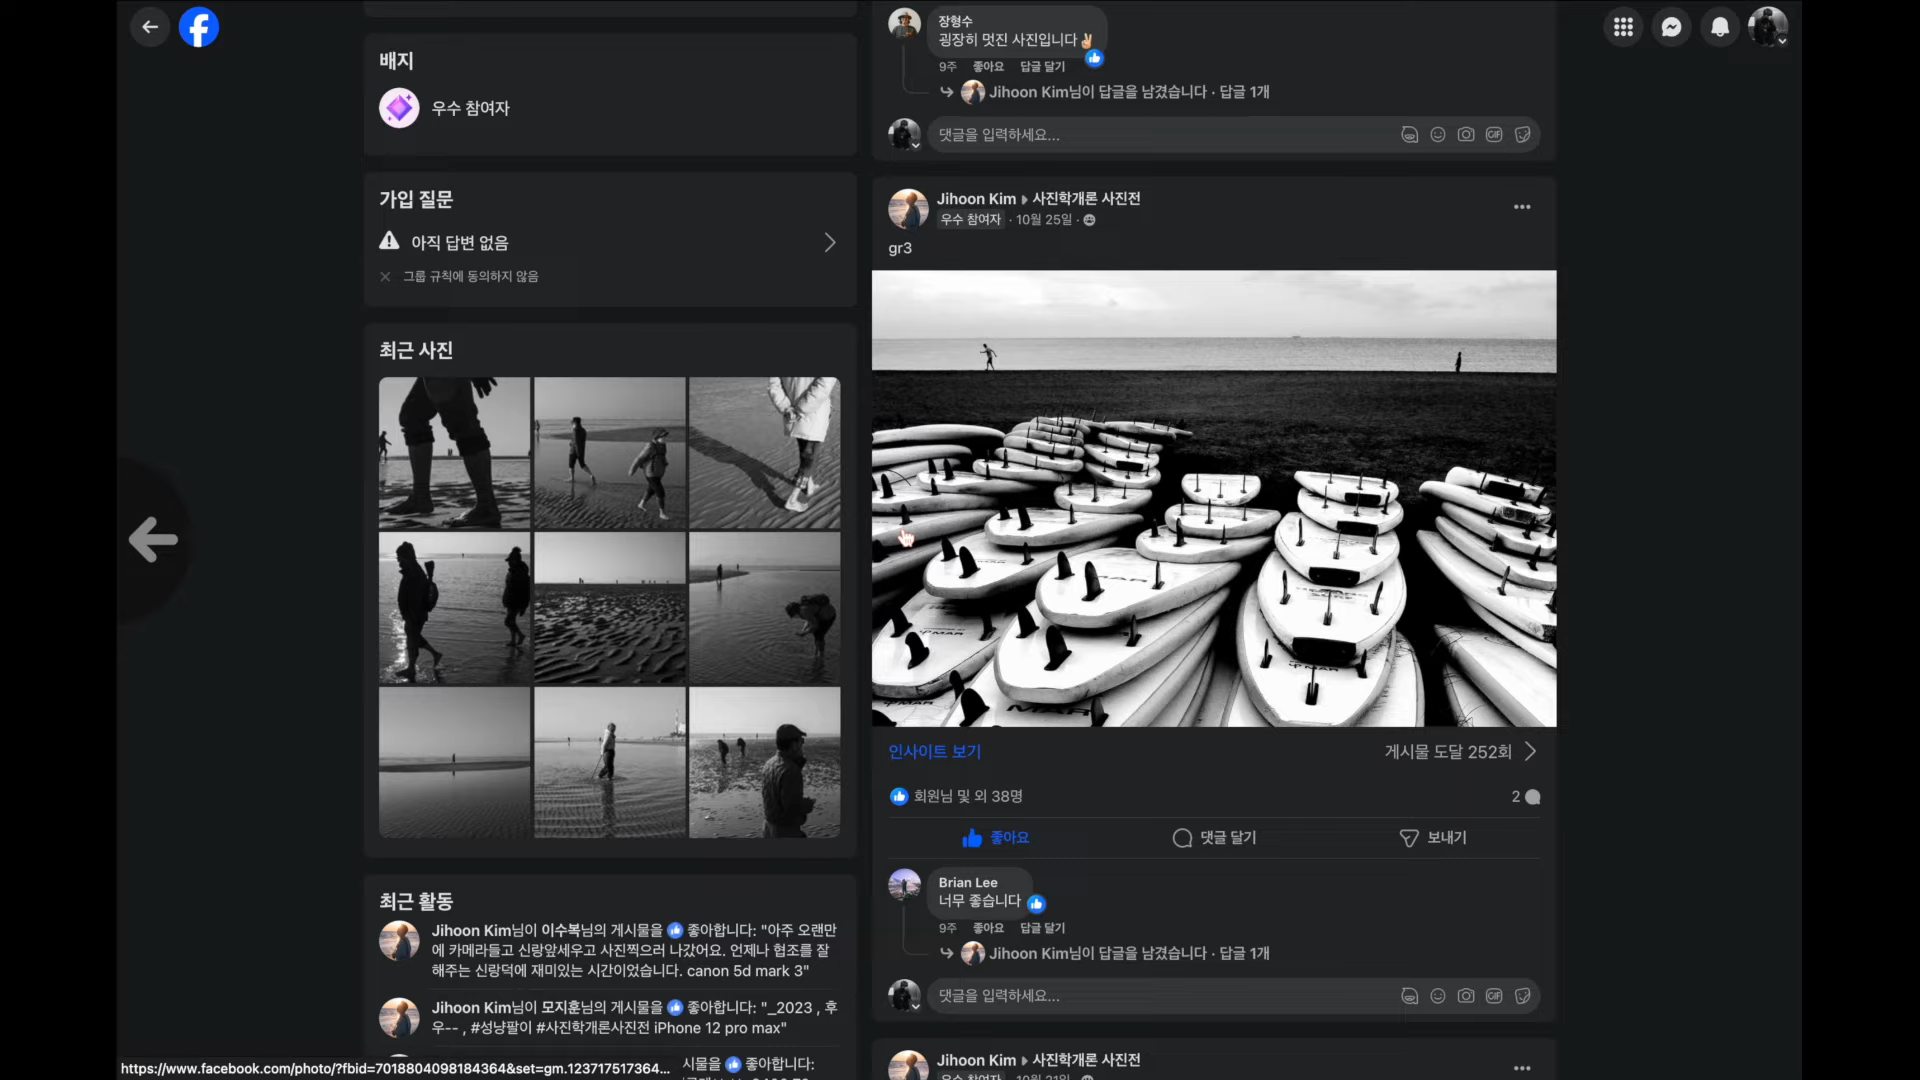 배지
우수 참여자
가입 질문
아직 답변 없음
그룹 규칙에 동의하지 않음
최근 사진
최근 활동
Jihoon Kim님이 이수복님의 게시물을 좋아합니다: "아주 오랜만
에 카메라들고 신랑앞세우고 사진찍으러 나갔어요. 언제나 협조를 잘
해주는 신랑덕에 재미있는 시간이었습니다. canon 5d mark 3"
Jihoon Kim님이 모지훈님의 게시물을 좋아합니다: "_2023 , 후
우-- , #성냥팔이 #사진학개론사진전 iPhone 12 pro max"
시물을 좋아합니다:
https://www.facebook.com/photo/?fbid=7018804098184364&set=gm.123717517364...
장형수
굉장히 멋진 사진입니다✌🏼
9주 좋아요 답글 달기
Jihoon Kim님이 답글을 남겼습니다 · 답글 1개
댓글을 입력하세요...
GIF
Jihoon Kim ▸ 사진학개론 사진전
우수 참여자 · 10월 25일 ·
gr3
인사이트 보기
게시물 도달 252회
회원님 및 외 38명
2
좋아요
댓글 달기
보내기
Brian Lee
너무 좋습니다
9주 좋아요 답글 달기
Jihoon Kim님이 답글을 남겼습니다 · 답글 1개
댓글을 입력하세요...
GIF
Jihoon Kim ▸ 사진학개론 사진전
우수 참여자 · 10월 21일 ·